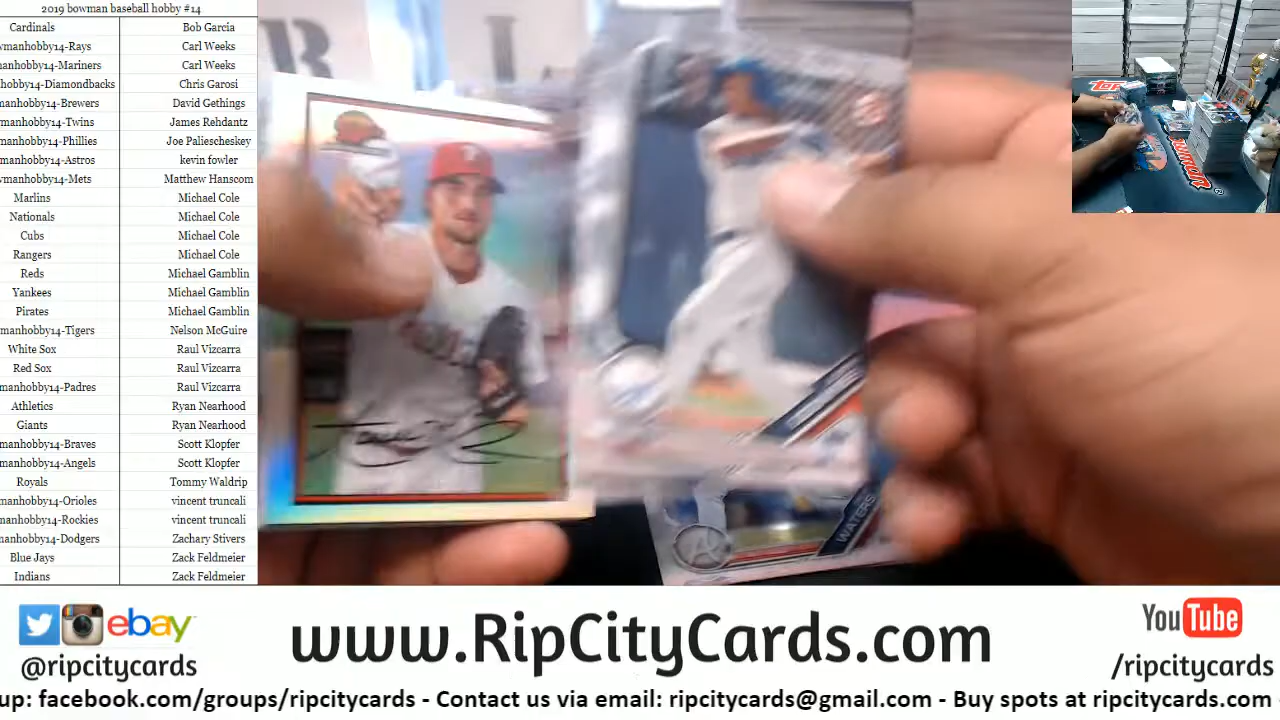 2019 bowman baseball hobby #14
Cardinals Bob Garcia
wmanhobby14-Rays Carl Weeks
manhobby14-Mariners Carl Weeks
hobby14-Diamondbacks Chris Garosi
manhobby14-Brewers David Gethings
wmanhobby14-Twins James Rehdantz
manhobby14-Phillies Joe Paliescheskey
manhobby14-Astros kevin fowler
wmanhobby14-Mets Matthew Hanscom
Marlins Michael Cole
Nationals Michael Cole
Cubs Michael Cole
Rangers Michael Cole
Reds Michael Gamblin
Yankees Michael Gamblin
Pirates Michael Gamblin
manhobby14-Tigers Nelson McGuire
White Sox Raul Vizcarra
Red Sox Raul Vizcarra
manhobby14-Padres Raul Vizcarra
Athletics Ryan Nearhood
Giants Ryan Nearhood
manhobby14-Braves Scott Klopfer
manhobby14-Angels Scott Klopfer
Royals Tommy Waldrip
manhobby14-Orioles vincent truncali
manhobby14-Rockies vincent truncali
manhobby14-Dodgers Zachary Stivers
Blue Jays Zack Feldmeier
Indians Zack Feldmeier
WATERS
topps
BOWMAN
ebay
@ripcitycards
www.RipCityCards.com
YouTube
/ripcitycards
up: facebook.com/groups/ripcitycards - Contact us via email: ripcitycards@gmail.com - Buy spots at ripcitycards.com